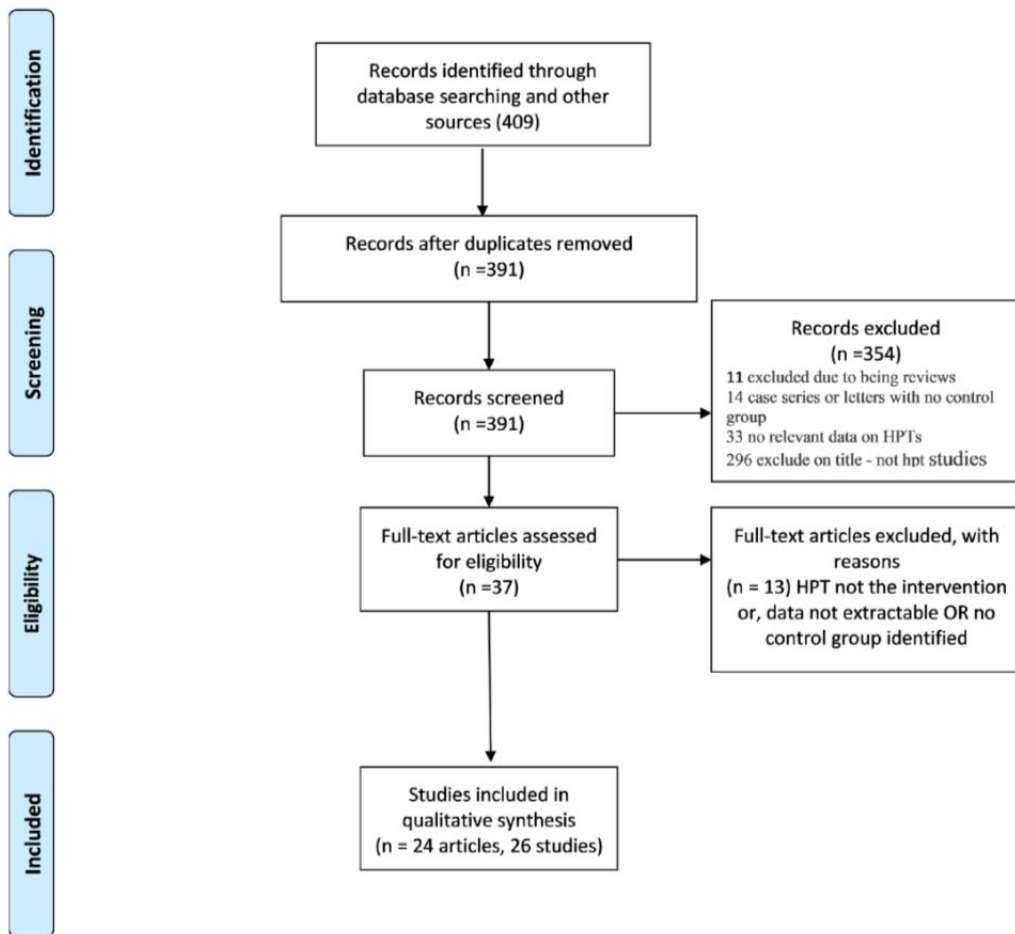 Identification
Records identified through
database searching and other
sources (409)
Records after duplicates removed
(n =391)
Screening
Records screened
(n =391)
Records excluded
(n =354)
11 excluded due to being reviews
14 case series or letters with no control
group
33 no relevant data on HPTs
296 exclude on title - not hpt studies
Eligibility
Full-text articles assessed
for eligibility
(n =37)
Full-text articles excluded, with
reasons
(n = 13) HPT not the intervention
or, data not extractable OR no
control group identified
Included
Studies included in
qualitative synthesis
(n = 24 articles, 26 studies)